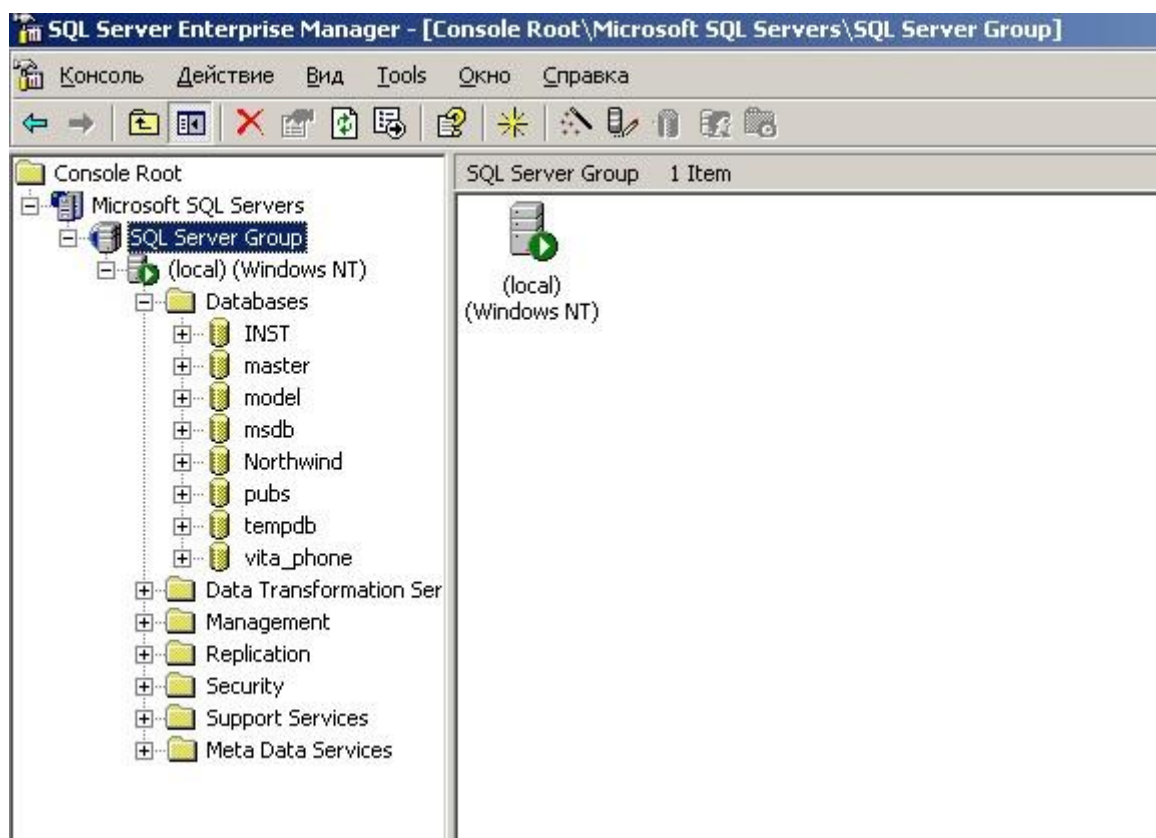 SQL Server Enterprise Manager - [Console Root\Microsoft SQL Servers\SQL Server Group]
Консоль Действие Вид Tools Окно Справка
Console Root
SQL Server Group 1 Item
Microsoft SQL Servers
SQL Server Group
(local) (Windows NT)
Databases
INST
master
model
msdb
Northwind
pubs
tempdb
vita_phone
Data Transformation Ser
Management
Replication
Security
Support Services
Meta Data Services
(local)
(Windows NT)